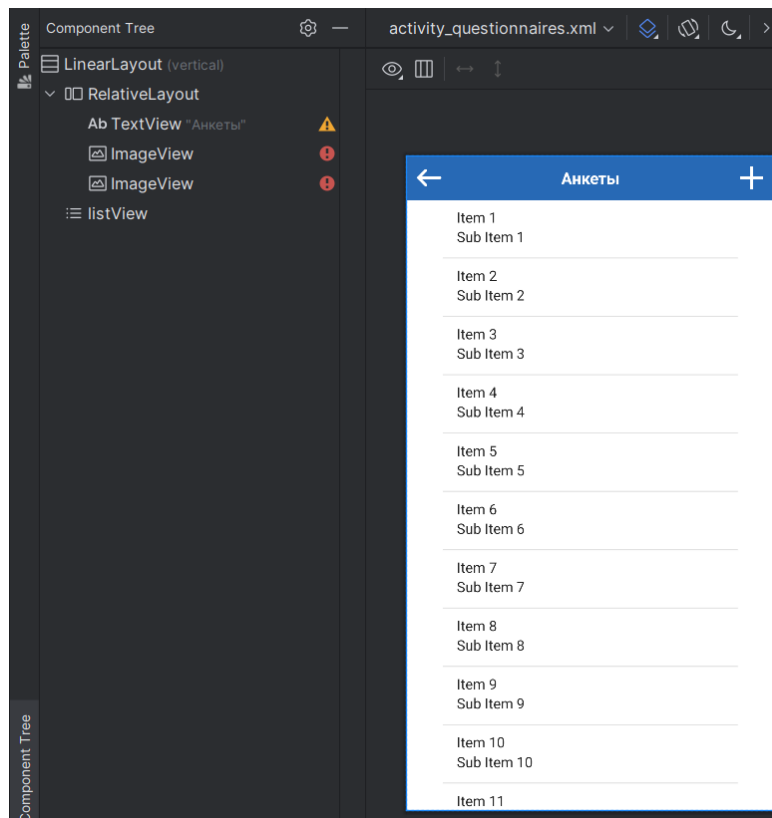 Palette
Component Tree
activity_questionnaires.xml
LinearLayout (vertical)
RelativeLayout
Ab TextView "Анкеты"
ImageView
ImageView
listView
Component Tree
Анкеты
Item 1
Sub Item 1
Item 2
Sub Item 2
Item 3
Sub Item 3
Item 4
Sub Item 4
Item 5
Sub Item 5
Item 6
Sub Item 6
Item 7
Sub Item 7
Item 8
Sub Item 8
Item 9
Sub Item 9
Item 10
Sub Item 10
Item 11